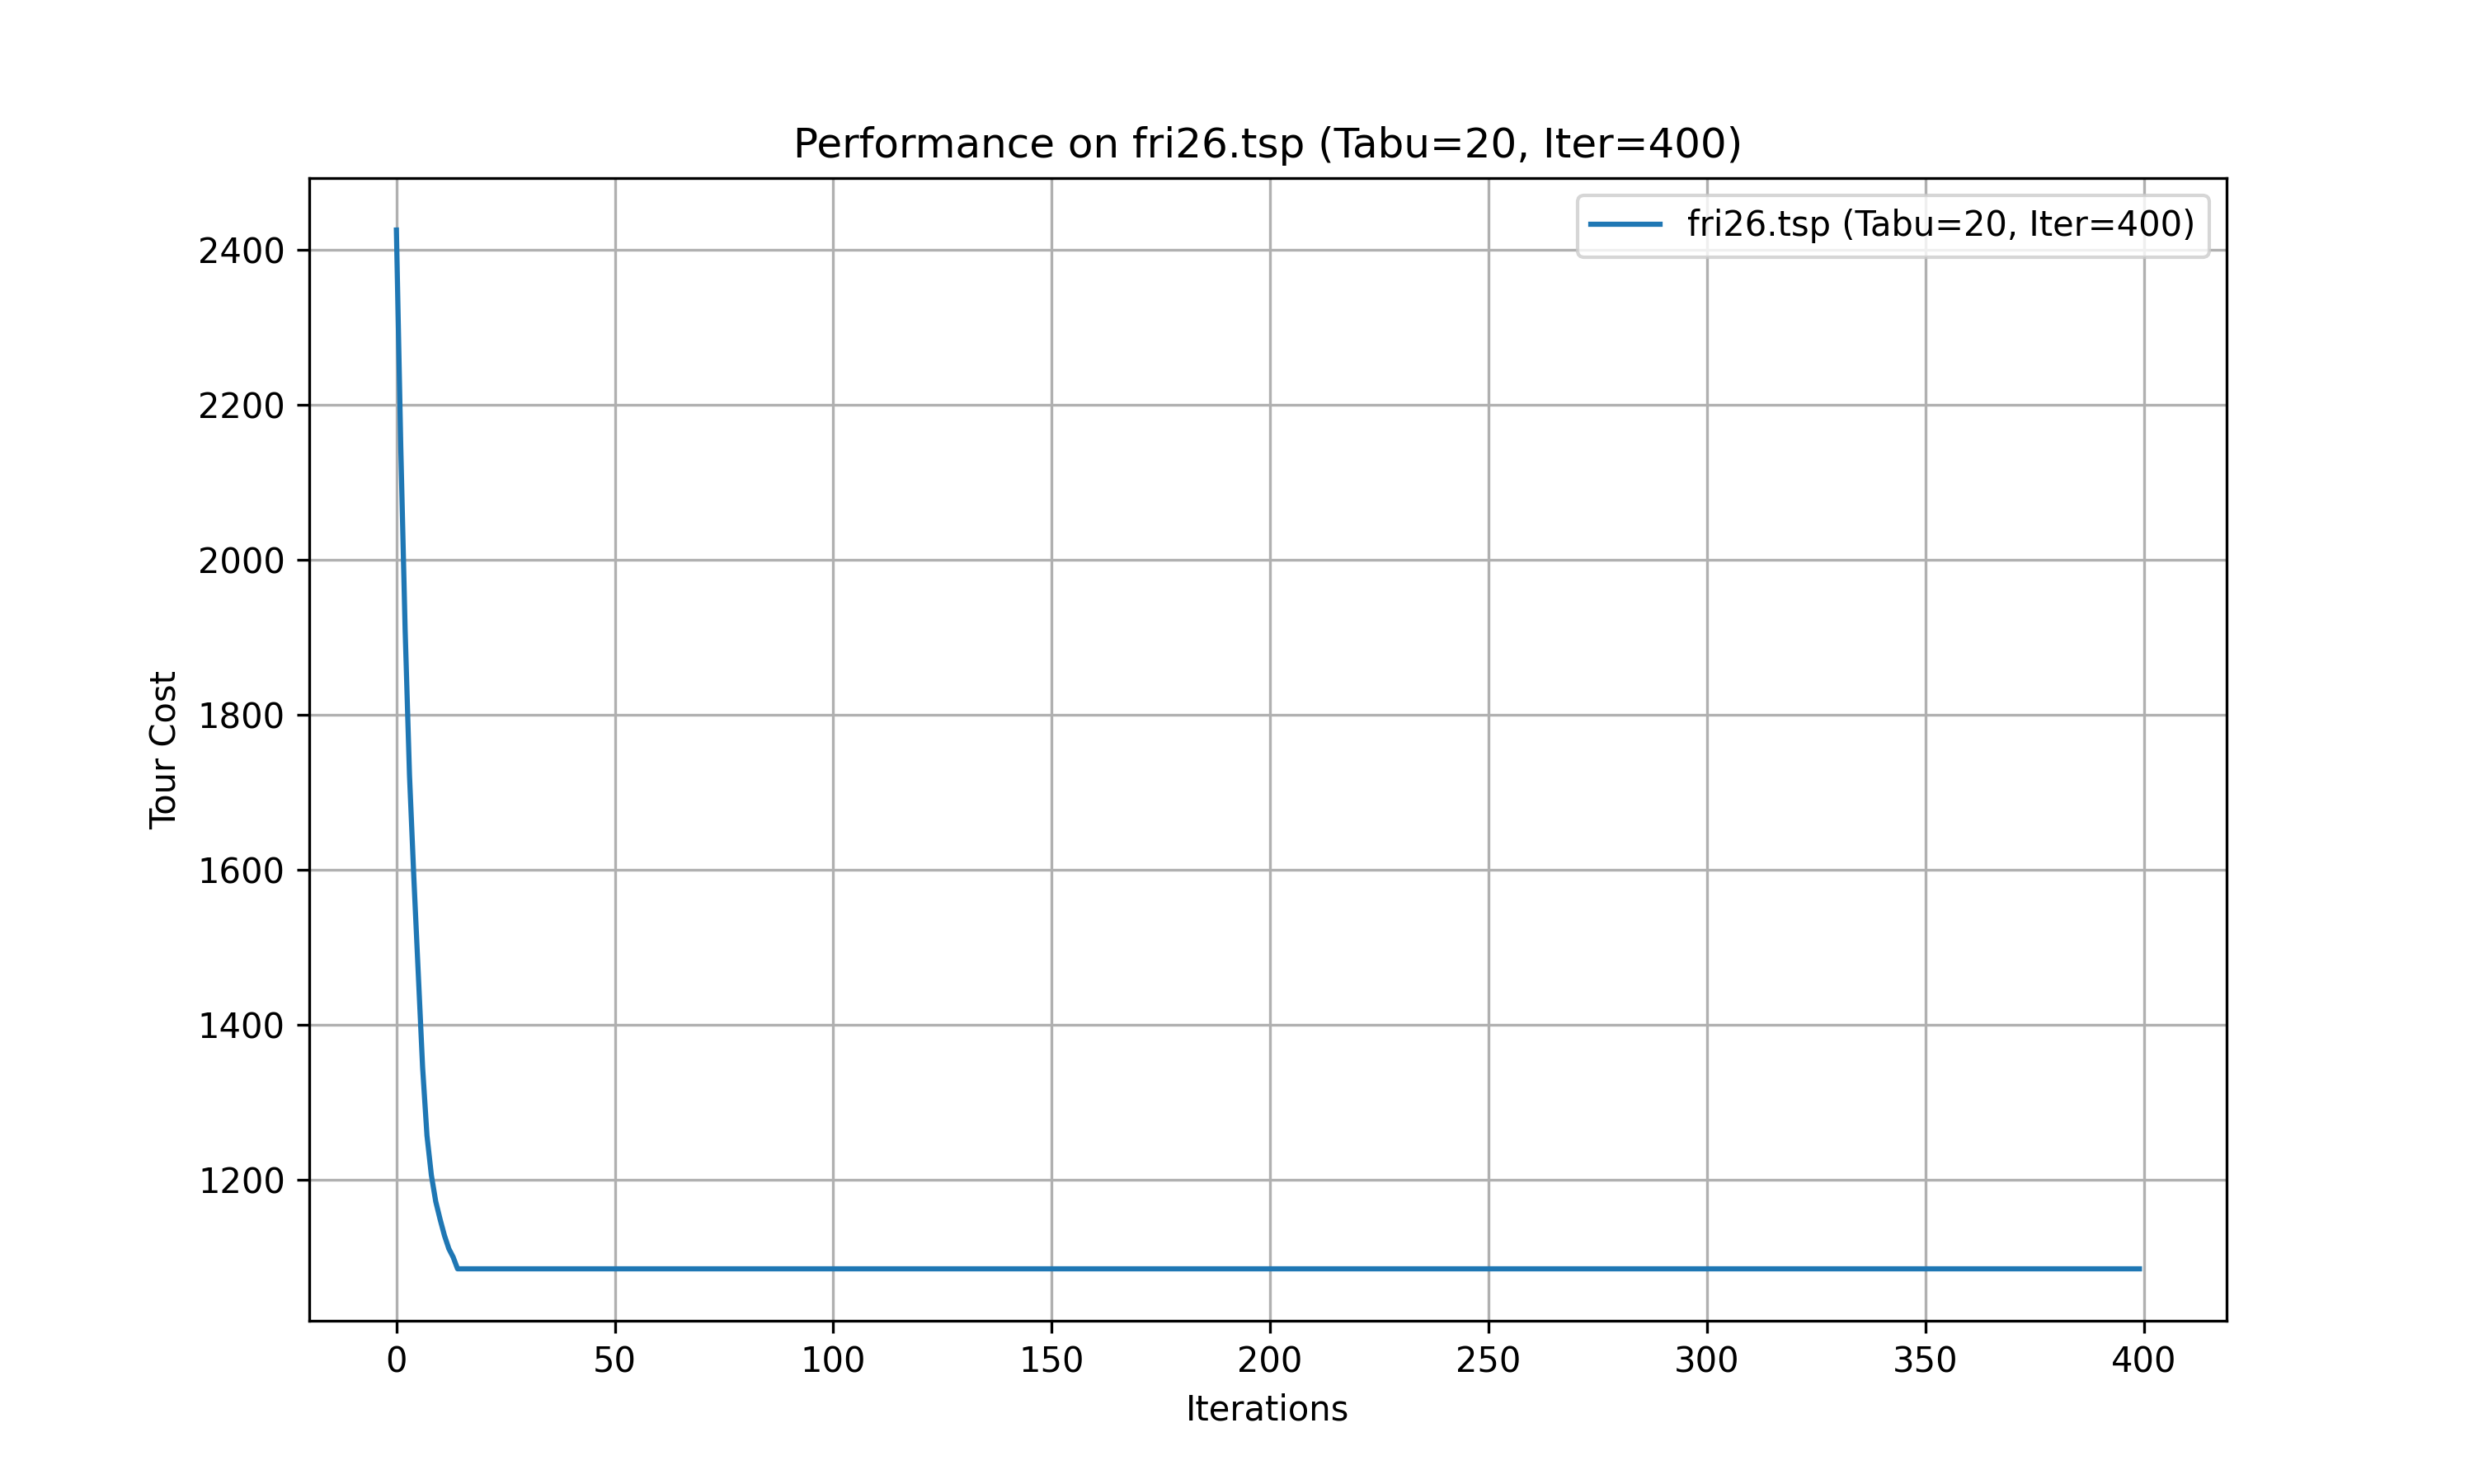 Performance on fri26.tsp (Tabu=20, Iter=400)
fri26.tsp (Tabu=20, Iter=400)
Tour Cost
2400
2200
2000
1800
1600
1400
1200
0 50 100 150 200 250 300 350 400
Iterations